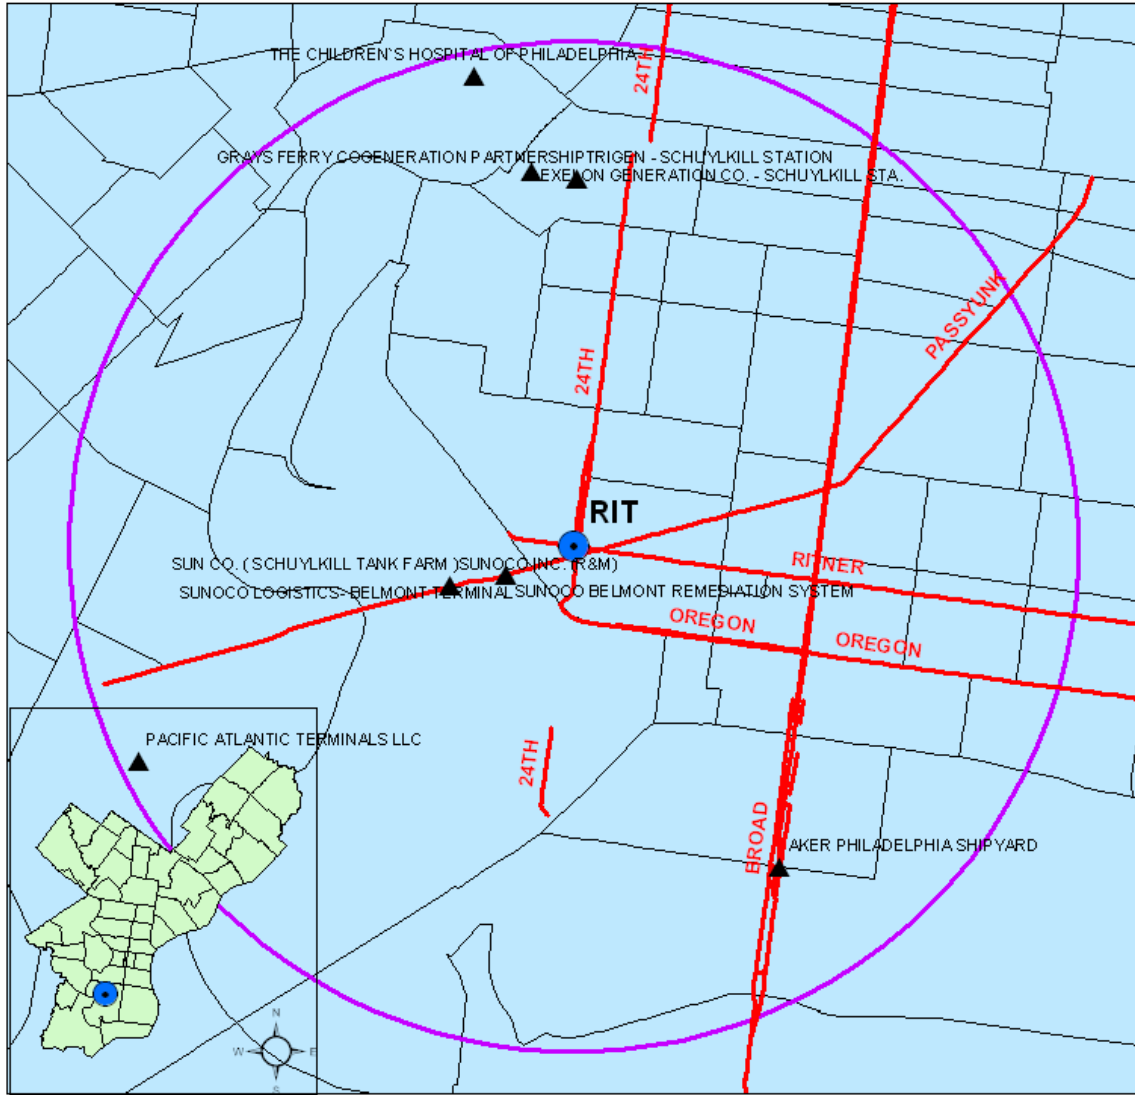 THE CHILDREN'S HOSPITAL OF PHILADELPHIA
24TH
GRAYS FERRY COGENERATION PARTNERSHIPTRIGEN - SCHUYLKILL STATION
EXELON GENERATION CO. - SCHUYLKILL STA.
PASSYUNK
24TH
RIT
SUN CO. (SCHUYLKILL TANK FARM )SUNOCO INC. (R&M)
RITNER
SUNOCO LOGISTICS- BELMONT TERMINALSUNOCO BELMONT REMEDIATION SYSTEM
OREGON
OREGON
PACIFIC ATLANTIC TERMINALS LLC
24TH
BROAD
AKER PHILADELPHIA SHIPYARD
N
W E
S